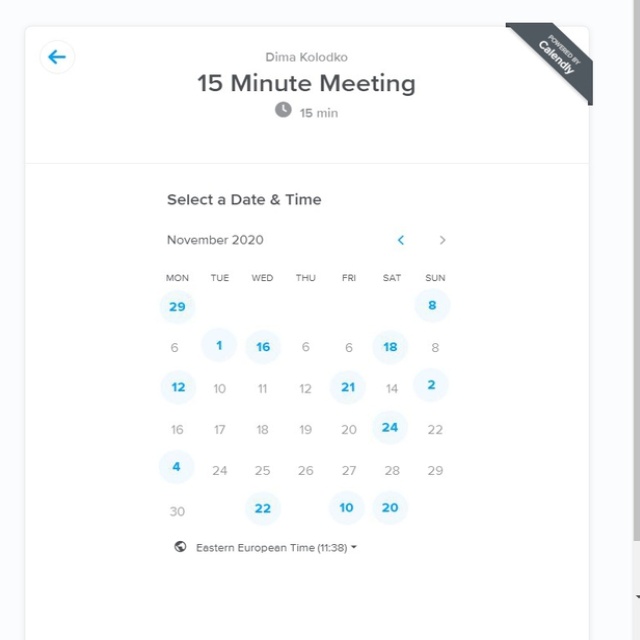 POWERED BY
Calendly
Dima Kolodko
15 Minute Meeting
15 min
Select a Date & Time
November 2020
MON TUE WED THU FRI SAT SUN
29 8
6 1 16 6 6 18 8
12 10 11 12 21 14 2
16 17 18 19 20 24 22
4 24 25 26 27 28 29
30 22 10 20
Eastern European Time (11:38)